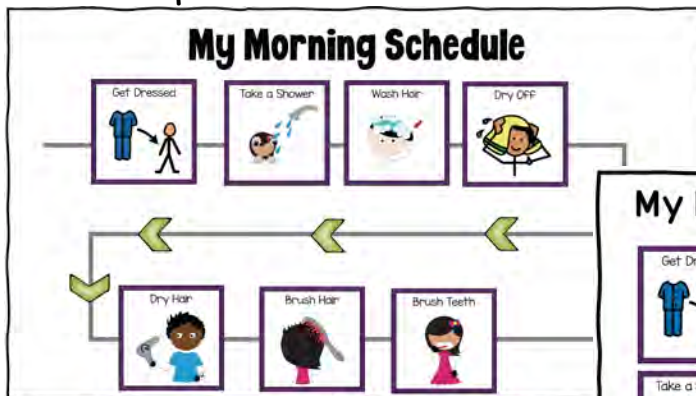 My Morning Schedule
Get Dressed
Take a Shower
Wash Hair
Dry Off
Dry Hair
Brush Hair
Brush Teeth
My
Get
Take a